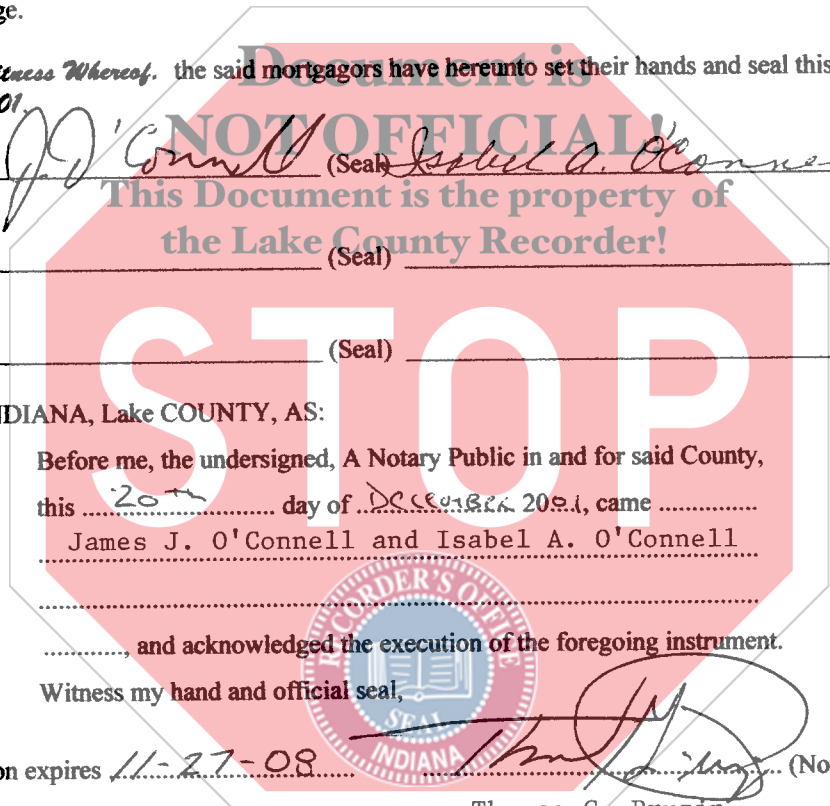 ge.
itness Whereof. the said mortgagors have hereunto set their hands and seal this
01
Document is
NOT OFFICIAL!
J. O'Connell (Seal) Isabel A. O'Conne
This Document is the property of
the Lake County Recorder!
(Seal)
(Seal)
STOP
NDIANA, Lake COUNTY, AS:
Before me, the undersigned, A Notary Public in and for said County,
this 20th day of DECEMBER 2001, came
James J. O'Connell and Isabel A. O'Connell
, and acknowledged the execution of the foregoing instrument.
Witness my hand and official seal,
RECORDER'S OFFICE
SEAL
INDIANA
on expires 11-27-08 (No